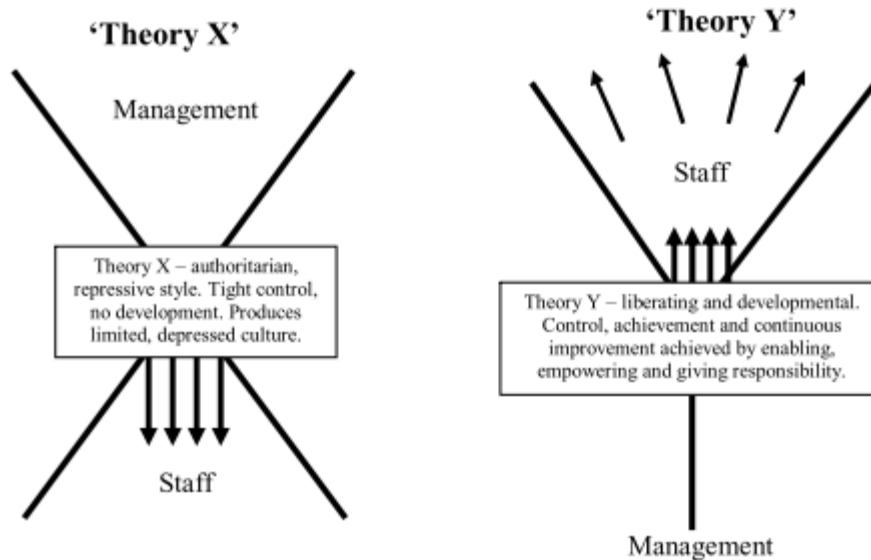 ‘Theory X’
Management
Theory X – authoritarian,
repressive style. Tight control,
no development. Produces
limited, depressed culture.
Staff
‘Theory Y’
Staff
Theory Y – liberating and developmental.
Control, achievement and continuous
improvement achieved by enabling,
empowering and giving responsibility.
Management